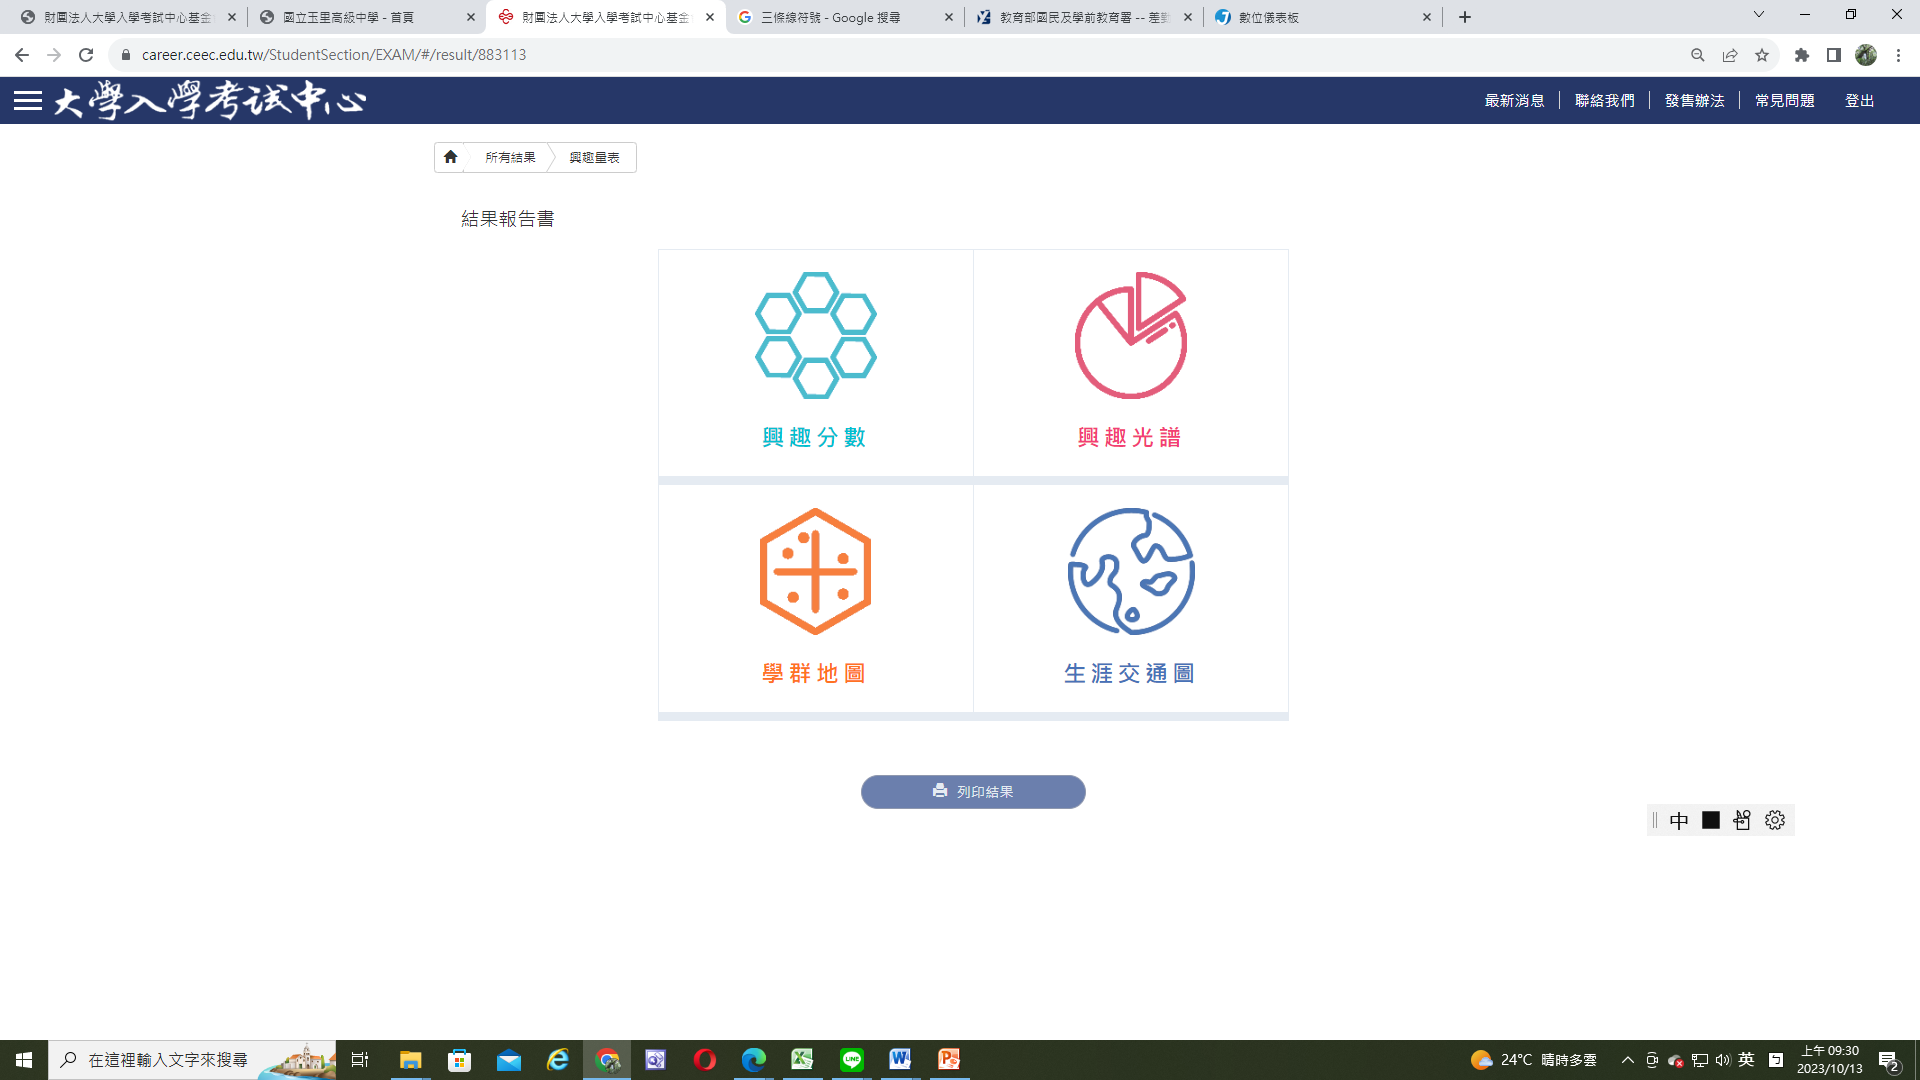 財團法人大學入學考試中心基金
國立玉里高級中學 - 首頁
財團法人大學入學考試中心基金
三條線符號 - Google 搜尋
教育部國民及學前教育署 -- 差勤
數位儀表板
career.ceec.edu.tw/StudentSection/EXAM/#/result/883113
大學入學考試中心
最新消息
聯絡我們
發售辦法
常見問題
登出
所有結果
興趣量表
結果報告書
興趣分數
興趣光譜
學群地圖
生涯交通圖
列印結果
中
在這裡輸入文字來搜尋
24°C 晴時多雲
英
上午 09:30
2023/10/13
2